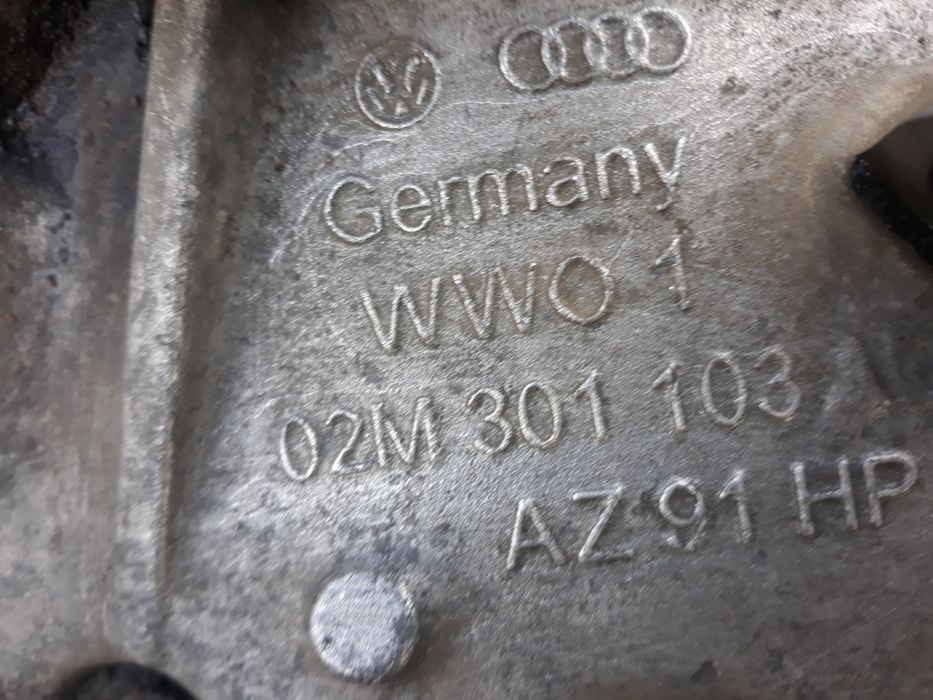 Germany
WWO 1
02M 301 103 A
AZ 91 HP